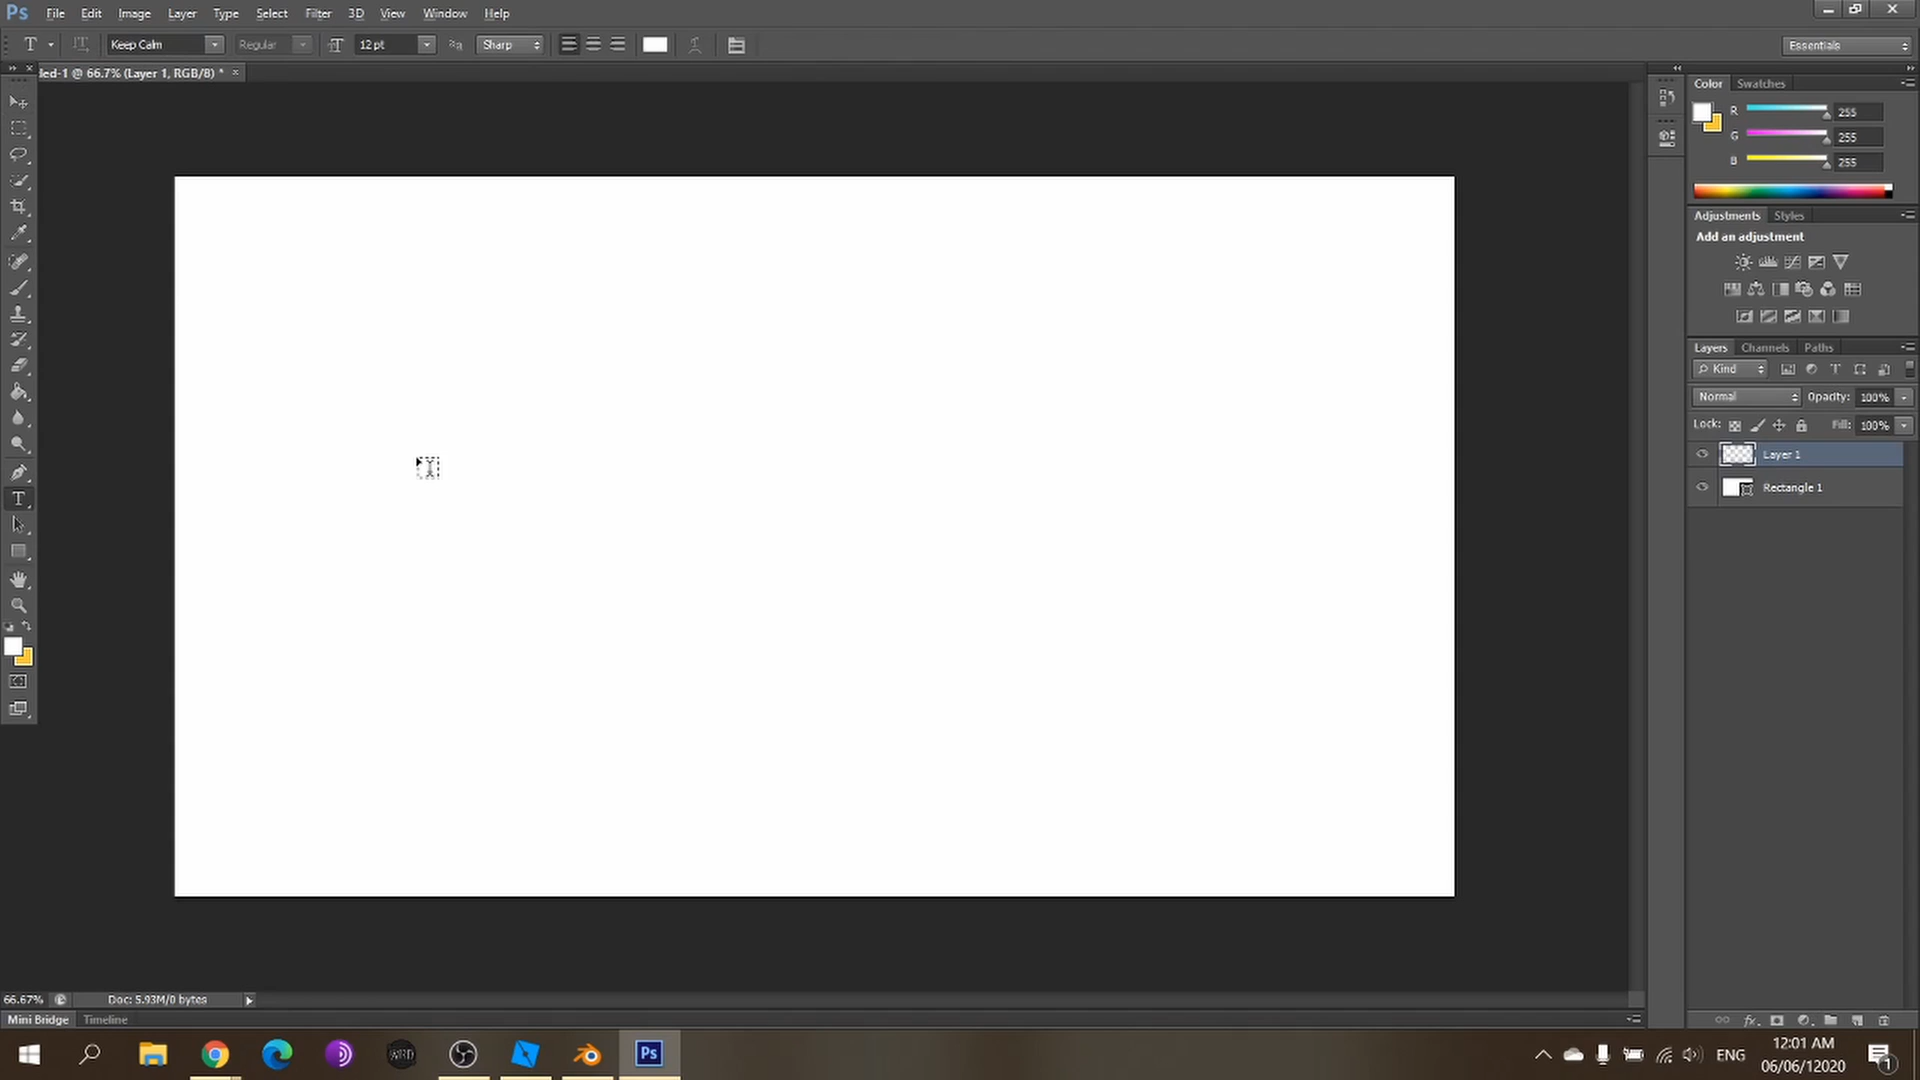 Ps File Edit Image Layer Type Select Filter 3D View Window Help
T Keep Calm Regular 12 pt Sharp Essentials
led-1 @ 66.7% (Layer 1, RGB/8) * ×
Color Swatches
R 255
G 255
B 255
Adjustments Styles
Add an adjustment
Layers Channels Paths
Kind
Normal Opacity: 100%
Lock: Fill: 100%
Layer 1
Rectangle 1
66.67% Doc: 5.93M/0 bytes
Mini Bridge Timeline
Ps ENG 12:01 AM
06/06/12020
1